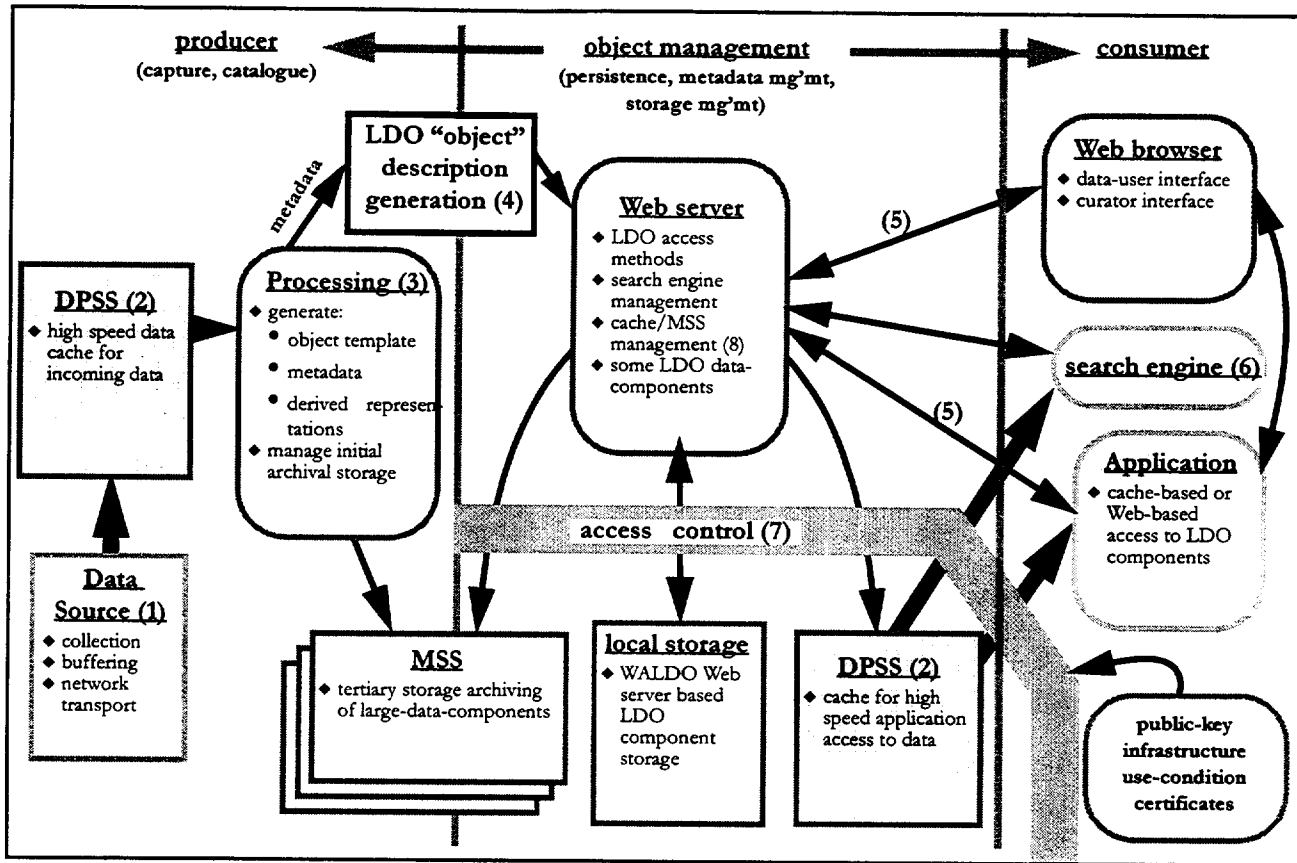 producer
(capture, catalogue)
object management
(persistence, metadata mg'mt,
storage mg'mt)
consumer
LDO "object"
description
generation (4)
metadata
DPSS (2)
◆ high speed data
cache for
incoming data
Processing (3)
◆ generate:
• object template
• metadata
• derived represen-
tations
◆ manage initial
archival storage
Web server
◆ LDO access
methods
◆ search engine
management
◆ cache/MSS
management (8)
◆ some LDO data-
components
(5)
(5)
Web browser
◆ data-user interface
◆ curator interface
search engine (6)
Application
◆ cache-based or
Web-based
access to LDO
components
access control (7)
Data
Source (1)
◆ collection
◆ buffering
◆ network
transport
MSS
◆ tertiary storage archiving
of large-data-components
local storage
◆ WALDO Web
server based
LDO
component
storage
DPSS (2)
◆ cache for high
speed application
access to data
public-key
infrastructure
use-condition
certificates